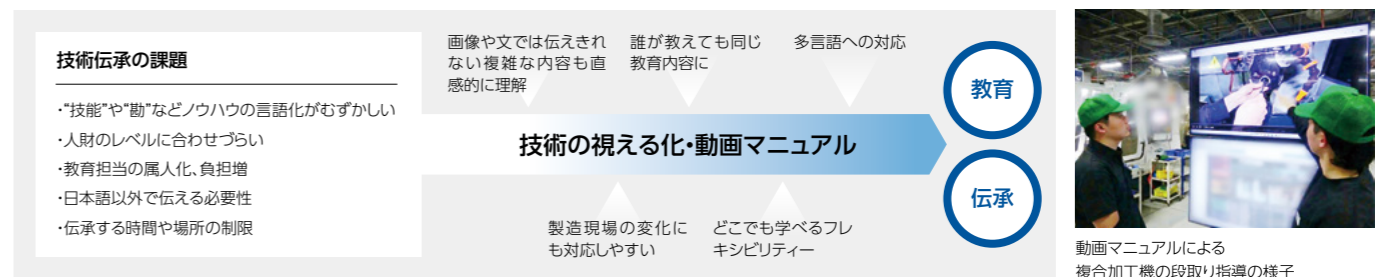 技術伝承の課題
・“技能”や“勘”などノウハウの言語化がむずかしい
・人財のレベルに合わせづらい
・教育担当の属人化、負担増
・日本語以外で伝える必要性
・伝承する時間や場所の制限
画像や文では伝えきれ
ない複雑な内容も直
感的に理解
誰が教えても同じ
教育内容に
多言語への対応
技術の視える化・動画マニュアル
製造現場の変化に
も対応しやすい
どこでも学べるフレ
キシビリティー
教育
伝承
動画マニュアルによる
複合加工機の段取り指導の様子